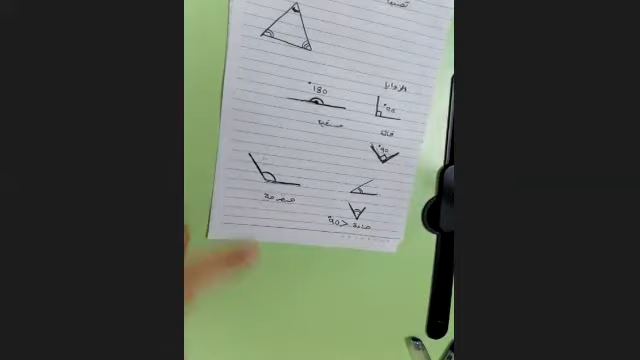 الزوايا
°180
°90
مستقيمة
قائمة
°90
منفرجة
حادة < 90°